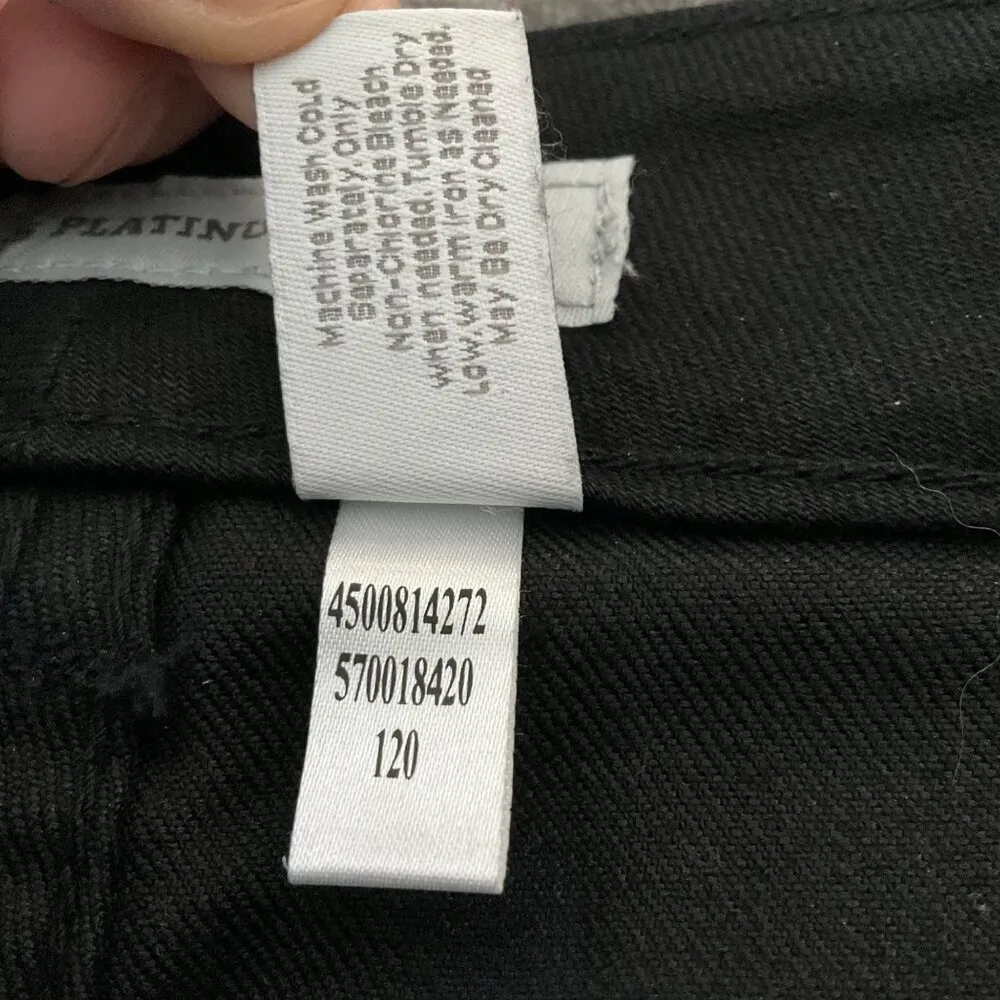 Machine Wash Cold
Separately. Only
Non-Chlorine Bleach
when needed. Tumble Dry
Low. Warm Iron as Needed.
May Be Dry Cleaned
4500814272
570018420
120